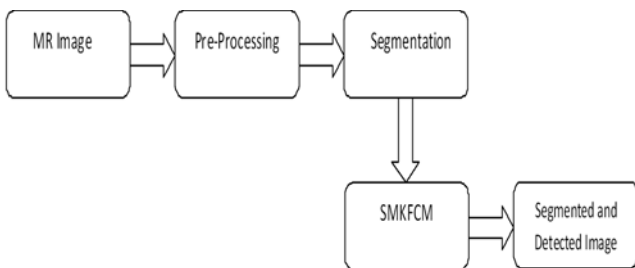 MR Image
Pre-Processing
Segmentation
SMKFCM
Segmented and
Detected Image